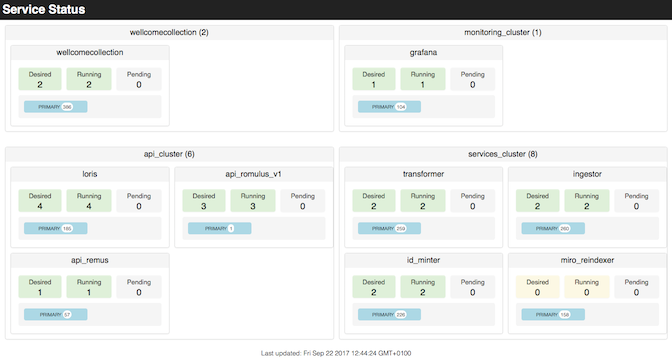 Service Status
wellcomecollection (2)
wellcomecollection
Desired Running Pending
2 2 0
PRIMARY 386
monitoring_cluster (1)
grafana
Desired Running Pending
1 1 0
PRIMARY 104
api_cluster (6)
loris
Desired Running Pending
4 4 0
PRIMARY 165
api_romulus_v1
Desired Running Pending
3 3 0
PRIMARY 1
api_remus
Desired Running Pending
1 1 0
PRIMARY 57
services_cluster (8)
transformer
Desired Running Pending
2 2 0
PRIMARY 259
ingestor
Desired Running Pending
2 2 0
PRIMARY 260
id_minter
Desired Running Pending
2 2 0
PRIMARY 226
miro_reindexer
Desired Running Pending
0 0 0
PRIMARY 158
Last updated: Fri Sep 22 2017 12:44:24 GMT+0100